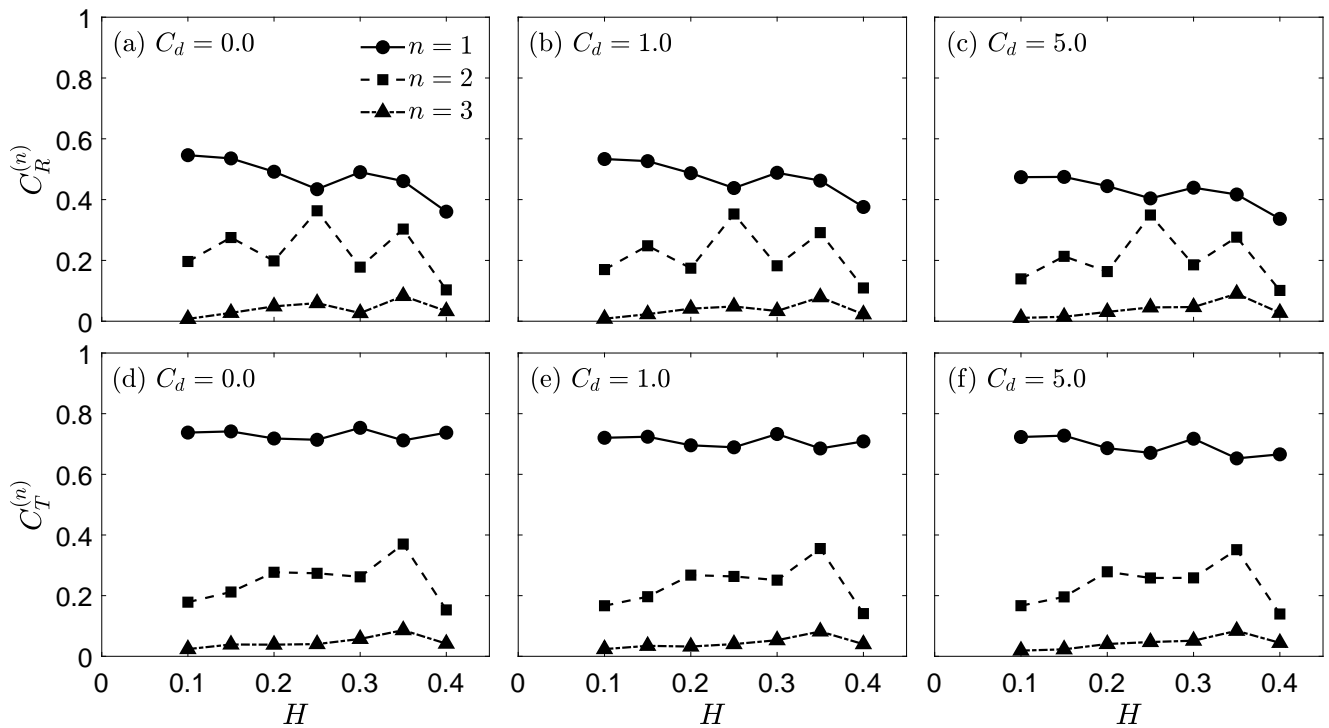 1
(a) C_d = 0.0
n = 1
(b) C_d = 1.0
(c) C_d = 5.0
0.8
n = 2
n = 3
0.6
C_R^{(n)}
0.4
0.2
0
1
(d) C_d = 0.0
(e) C_d = 1.0
(f) C_d = 5.0
0.8
0.6
C_T^{(n)}
0.4
0.2
0
0 0.1 0.2 0.3 0.4
0 0.1 0.2 0.3 0.4
0 0.1 0.2 0.3 0.4
H
H
H